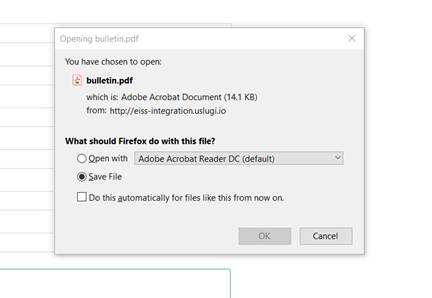 Opening bulletin.pdf
You have chosen to open:
bulletin.pdf
which is: Adobe Acrobat Document (14.1 KB)
from: http://eiss-integration.uslugi.io
What should Firefox do with this file?
Open with Adobe Acrobat Reader DC (default)
Save File
Do this automatically for files like this from now on.
OK Cancel